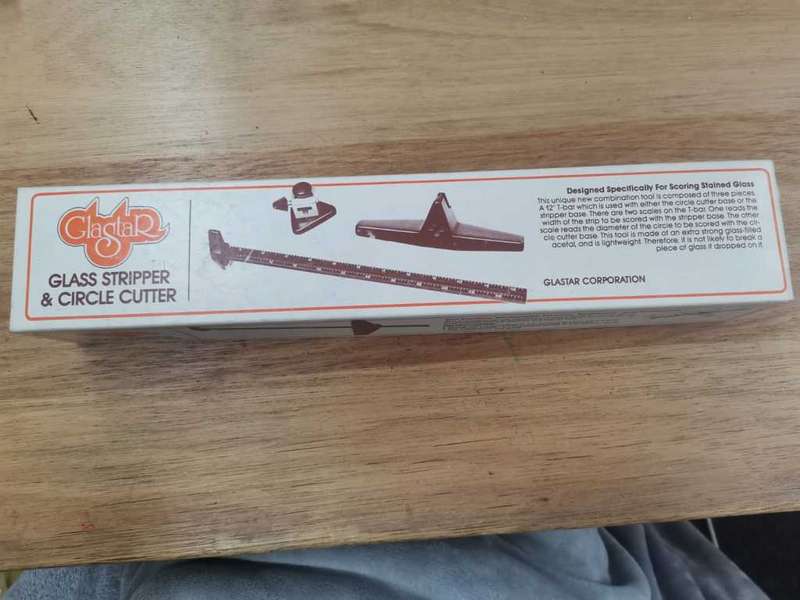 GlaStaR
GLASS STRIPPER
& CIRCLE CUTTER
Designed Specifically For Scoring Stained Glass
This unique new combination tool is composed of three pieces.
A 12" T-bar which is used with either the circle cutter base or the
stripper base. There are two scales on the T-bar. One reads the
width of the strip to be scored with the stripper base. The other
scale reads the diameter of the circle to be scored with the cir-
cle cutter base. This tool is made of an extra strong glass-filled
acetal, and is lightweight. Therefore, it is not likely to break a
piece of glass if dropped on it.
GLASTAR CORPORATION